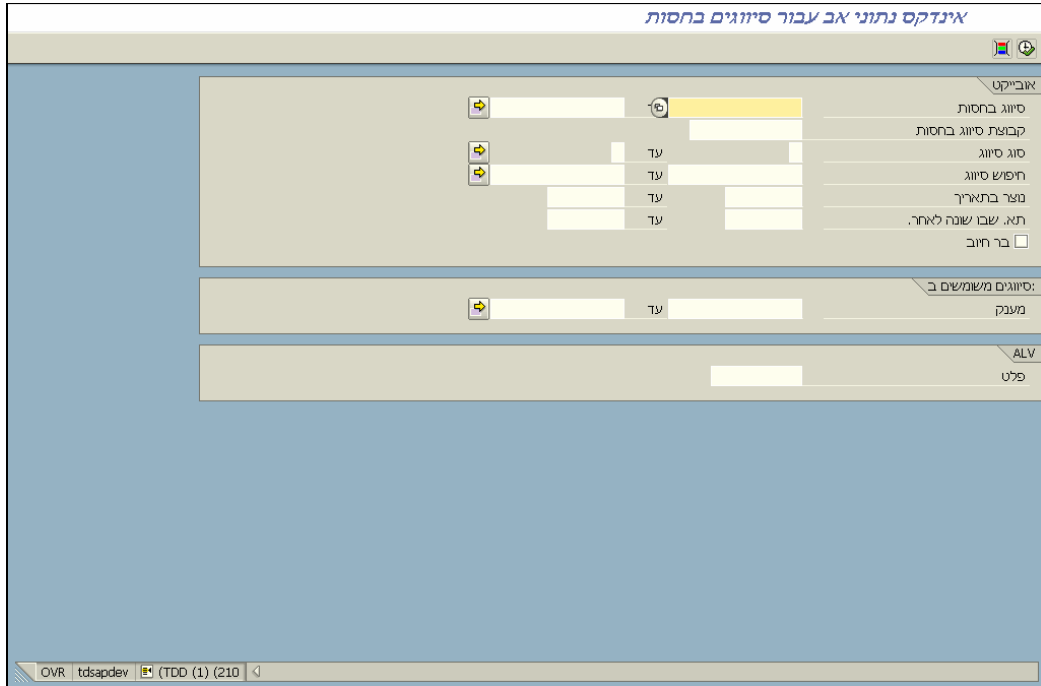 אינדקס נתוני אב עבור סיווגים בחסות
אובייקט
סיווג בחסות
קבוצת סיווג בחסות
סוג סיווג עד
חיפוש סיווג עד
נוצר בתאריך עד
תא. שבו שונה לאחר. עד
בר חיוב
סיווגים משומשים ב:
מענק עד
ALV
פלט
OVR tdsapdev (TDD (1) (210